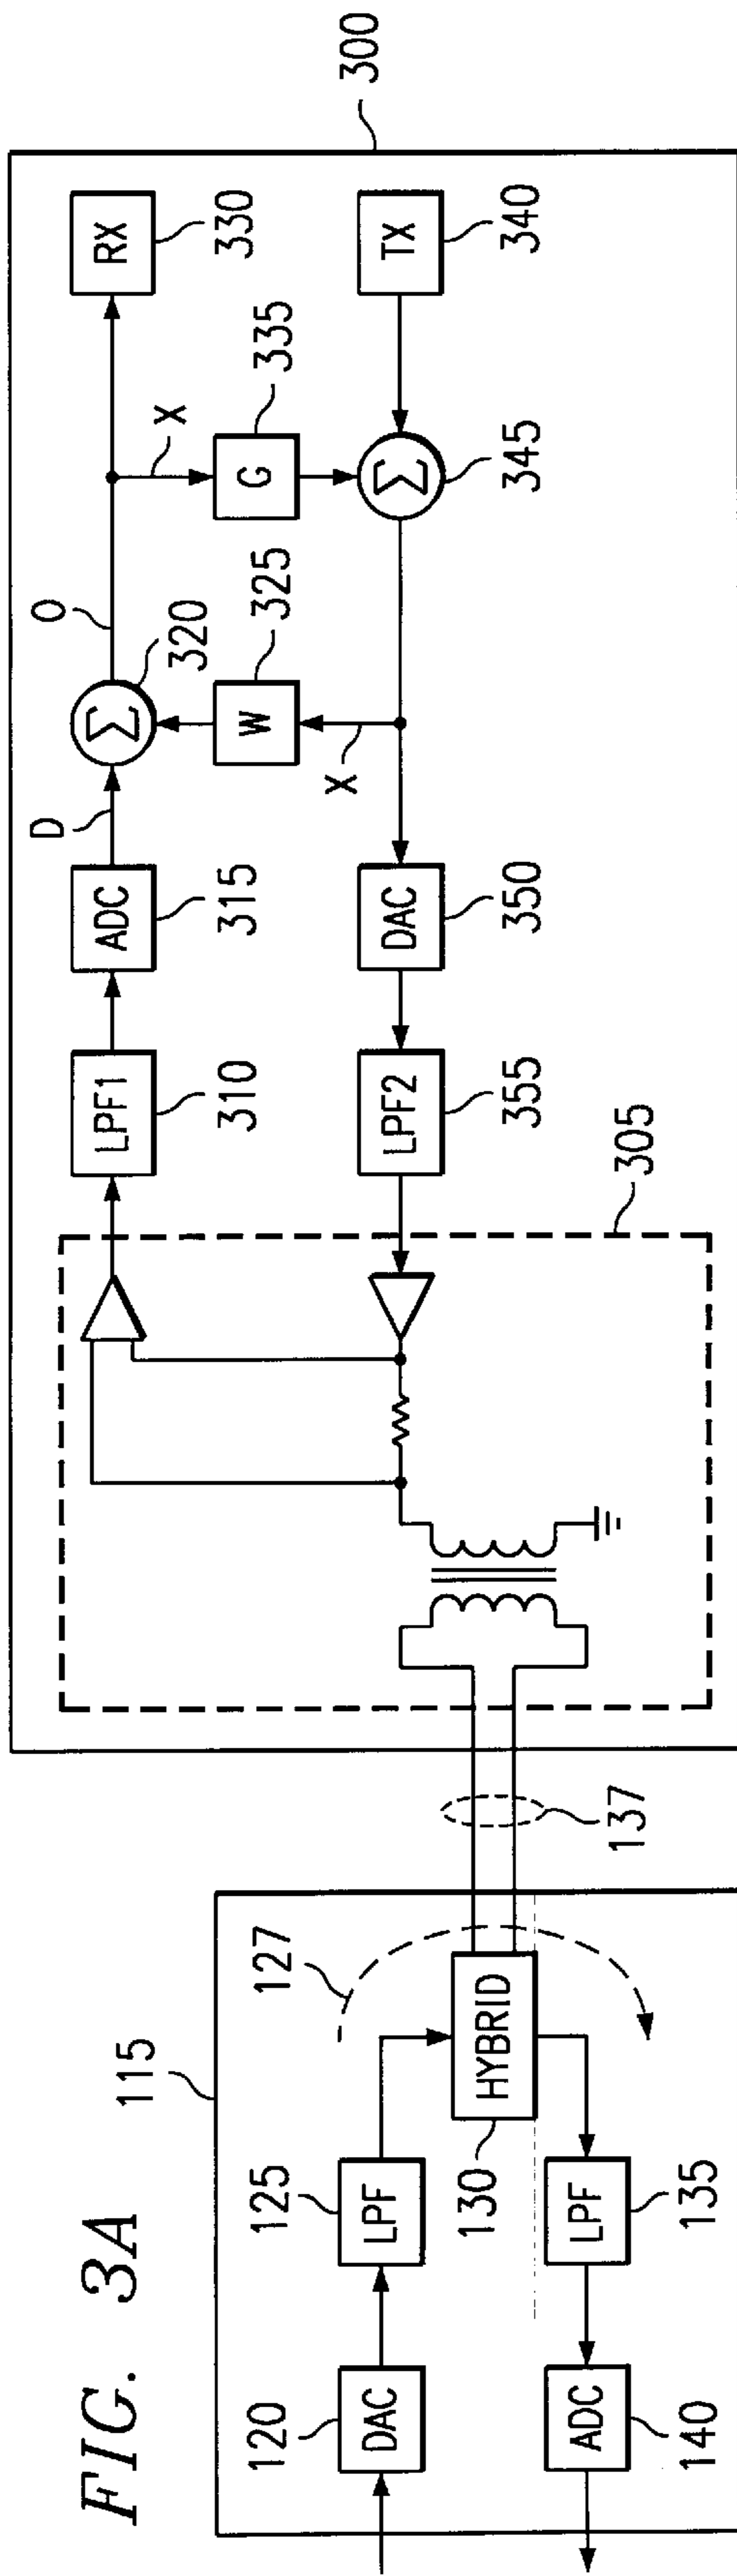 FIG. 3A
115
127
DAC
120
LPF
125
HYBRID
130
LPF
135
ADC
140
137
300
305
LPF1
310
ADC
315
D
Σ
320
O
X
RX
330
W
325
X
G
335
TX
340
Σ
345
DAC
350
LPF2
355